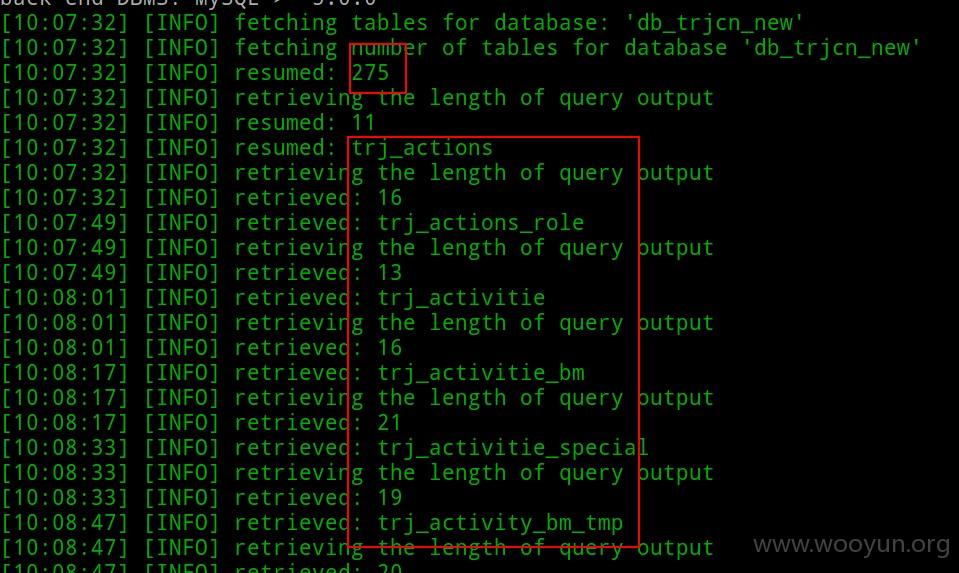 back-end DBMS: MySQL > 5.0.0
[10:07:32] [INFO] fetching tables for database: 'db_trjcn_new'
[10:07:32] [INFO] fetching number of tables for database 'db_trjcn_new'
[10:07:32] [INFO] resumed: 275
[10:07:32] [INFO] retrieving the length of query output
[10:07:32] [INFO] resumed: 11
[10:07:32] [INFO] resumed: trj_actions
[10:07:32] [INFO] retrieving the length of query output
[10:07:32] [INFO] retrieved: 16
[10:07:49] [INFO] retrieved: trj_actions_role
[10:07:49] [INFO] retrieving the length of query output
[10:07:49] [INFO] retrieved: 13
[10:08:01] [INFO] retrieved: trj_activitie
[10:08:01] [INFO] retrieving the length of query output
[10:08:01] [INFO] retrieved: 16
[10:08:17] [INFO] retrieved: trj_activitie_bm
[10:08:17] [INFO] retrieving the length of query output
[10:08:17] [INFO] retrieved: 21
[10:08:33] [INFO] retrieved: trj_activitie_special
[10:08:33] [INFO] retrieving the length of query output
[10:08:33] [INFO] retrieved: 19
[10:08:47] [INFO] retrieved: trj_activity_bm_tmp
[10:08:47] [INFO] retrieving the length of query output
[10:08:47] [INFO] retrieved: 20
www.wooyun.org